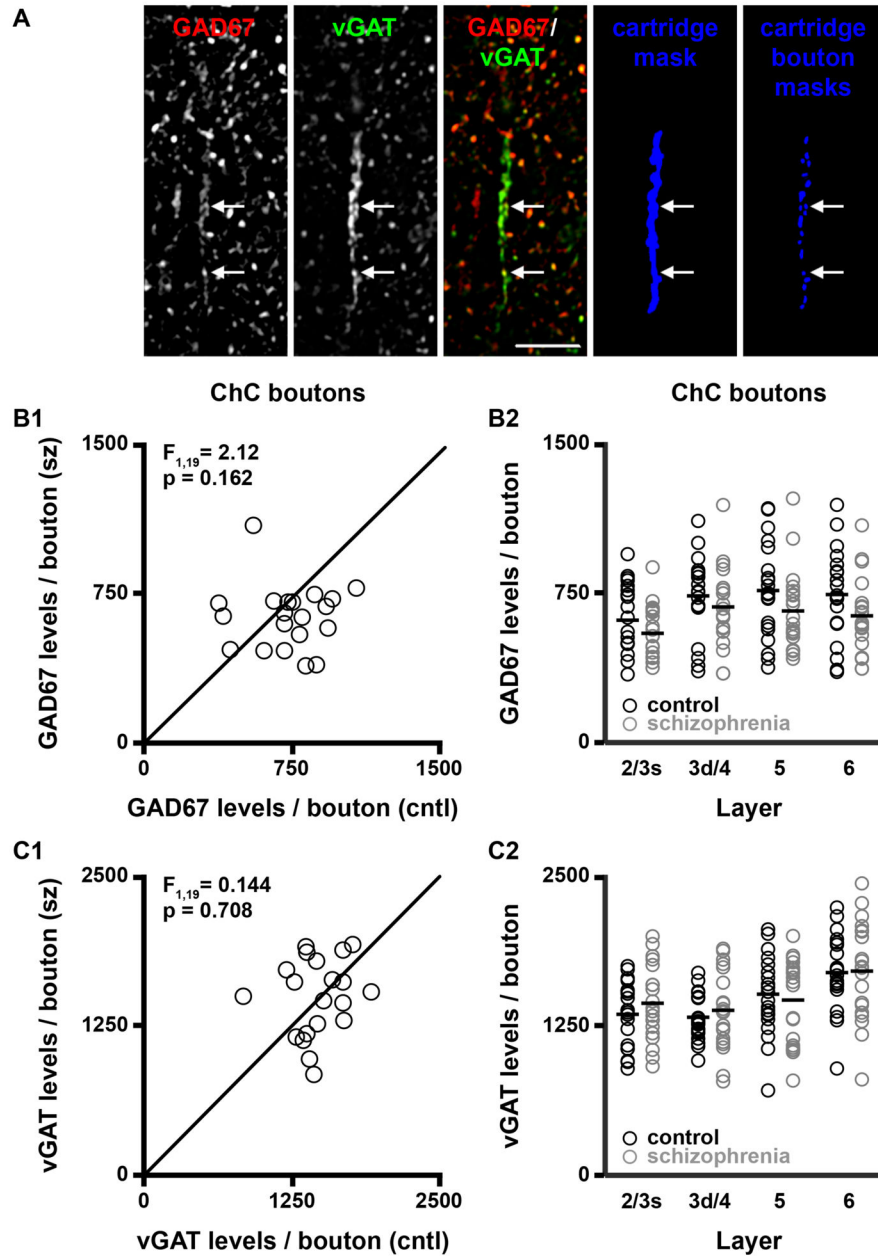 A
GAD67
vGAT
GAD67/
vGAT
cartridge
mask
cartridge
bouton
masks
ChC boutons
ChC boutons
B1
B2
1500
750
0
GAD67 levels / bouton (sz)
F1,19= 2.12
p = 0.162
0
750
1500
GAD67 levels / bouton (cntl)
1500
750
0
GAD67 levels / bouton
control
schizophrenia
2/3s
3d/4
5
6
Layer
C1
C2
2500
1250
0
vGAT levels / bouton (sz)
F1,19= 0.144
p = 0.708
0
1250
2500
vGAT levels / bouton (cntl)
2500
1250
0
vGAT levels / bouton
control
schizophrenia
2/3s
3d/4
5
6
Layer